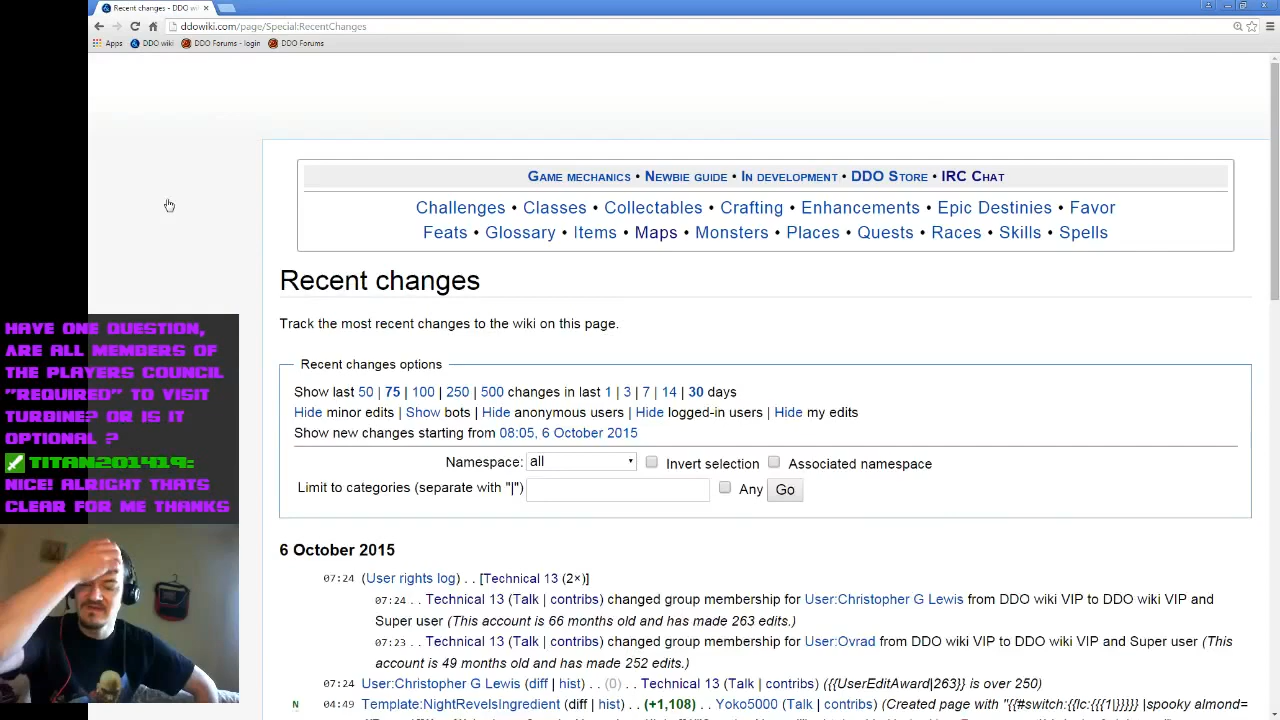 Recent changes - DDO wi
ddowiki.com/page/Special:RecentChanges
Apps DDO wiki DDO Forums - login DDO Forums
Game mechanics • Newbie guide • In development • DDO Store • IRC Chat
Challenges • Classes • Collectables • Crafting • Enhancements • Epic Destinies • Favor
Feats • Glossary • Items • Maps • Monsters • Places • Quests • Races • Skills • Spells
Recent changes
Track the most recent changes to the wiki on this page.
Recent changes options
Show last 50 | 75 | 100 | 250 | 500 changes in last 1 | 3 | 7 | 14 | 30 days
Hide minor edits | Show bots | Hide anonymous users | Hide logged-in users | Hide my edits
Show new changes starting from 08:05, 6 October 2015
Namespace: all Invert selection Associated namespace
Limit to categories (separate with "|") Any Go
6 October 2015
07:24 (User rights log) . . [Technical 13 (2×)]
07:24 . . Technical 13 (Talk | contribs) changed group membership for User:Christopher G Lewis from DDO wiki VIP to DDO wiki VIP and
Super user (This account is 66 months old and has made 263 edits.)
07:23 . . Technical 13 (Talk | contribs) changed group membership for User:Ovrad from DDO wiki VIP to DDO wiki VIP and Super user (This
account is 49 months old and has made 252 edits.)
07:24 User:Christopher G Lewis (diff | hist) . . (0) . . Technical 13 (Talk | contribs) ({{UserEditAward|263}} is over 250)
N 04:49 Template:NightRevelsIngredient (diff | hist) . . (+1,108) . . Yoko5000 (Talk | contribs) (Created page with "{{#switch:{{lc:{{{1|}}}}} |spooky almond=
HAVE ONE QUESTION,
ARE ALL MEMBERS OF
THE PLAYERS COUNCIL
"REQUIRED" TO VISIT
TURBINE? OR IS IT
OPTIONAL ?
TITAN201419:
NICE! ALRIGHT THATS
CLEAR FOR ME THANKS